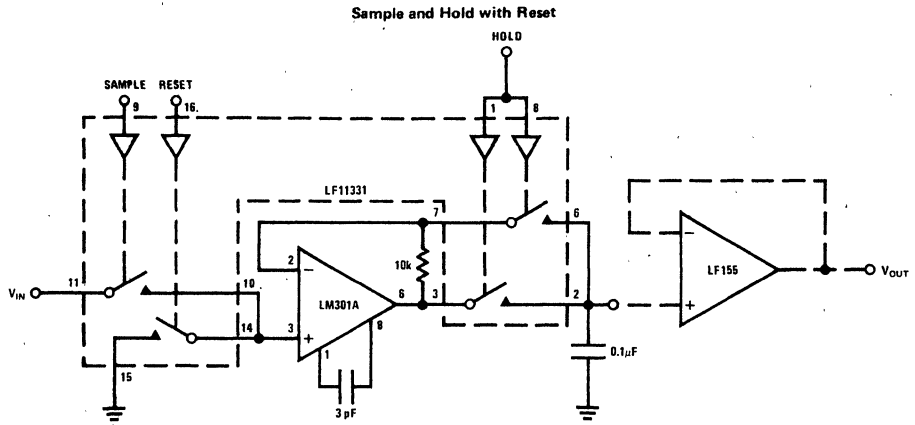 Sample and Hold with Reset
HOLD
SAMPLE RESET
9 16 1 8
LF11331
7 6
2 −
10k
−
11 10
V_IN
LM301A
6 3 2
LF155
V_OUT
14 3 + 8 +
1
15
0.1μF
3 pF